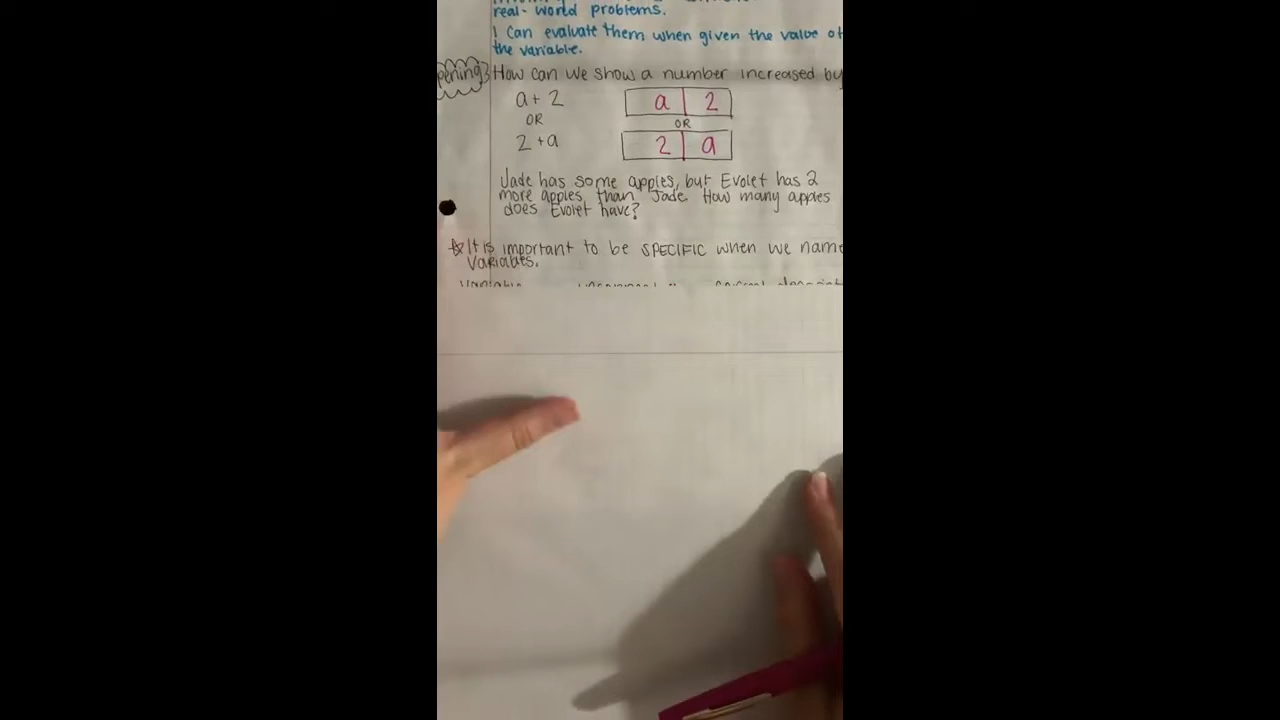 real-world problems.
I can evaluate them when given the value of
the variable.
How can we show a number increased by
a + 2
OR
2 + a
a 2
OR
2 a
Jade has some apples, but Evolet has 2
more apples than Jade. How many apples
does Evolet have?
It is important to be SPECIFIC when we name
variables.